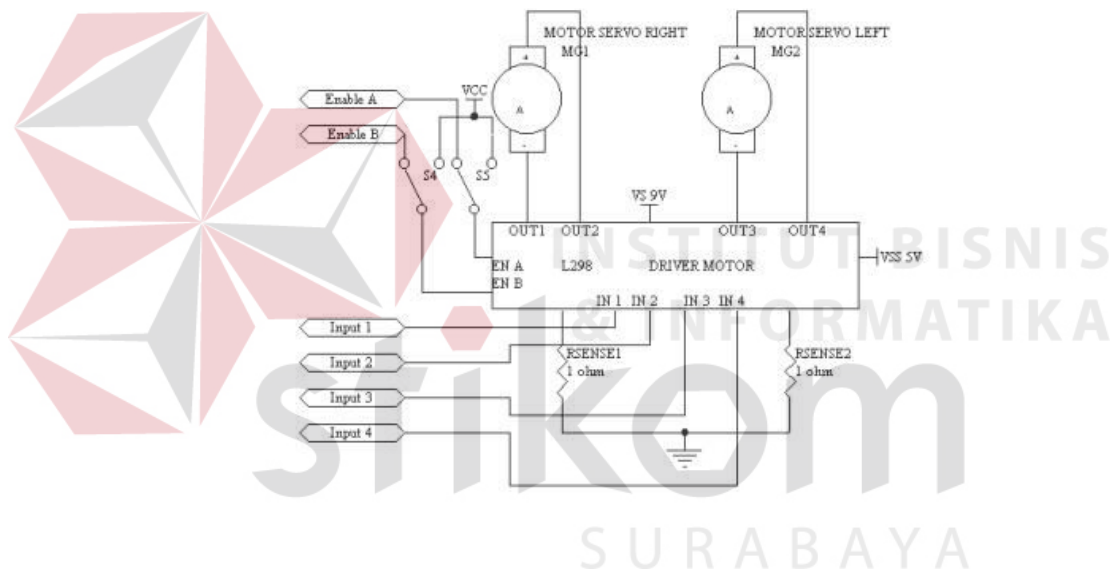 MOTOR SERVO RIGHT
MG1
MOTOR SERVO LEFT
MG2
+
A
-
+
A
-
Enable A
Enable B
VCC
S4
S5
VS 9V
OUT1 OUT2 OUT3 OUT4
EN A
EN B
L298 DRIVER MOTOR
VSS 5V
IN 1 IN 2 IN 3 IN 4
Input 1
Input 2
Input 3
Input 4
RSENSE1
1 ohm
RSENSE2
1 ohm
INSTITUT BISNIS
& INFORMATIKA
stikom
SURABAYA